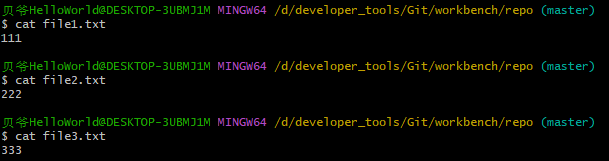 贝爷HelloWorld@DESKTOP-3UBMJ1M MINGW64 /d/developer_tools/Git/workbench/repo (master)
$ cat file1.txt
111
贝爷HelloWorld@DESKTOP-3UBMJ1M MINGW64 /d/developer_tools/Git/workbench/repo (master)
$ cat file2.txt
222
贝爷HelloWorld@DESKTOP-3UBMJ1M MINGW64 /d/developer_tools/Git/workbench/repo (master)
$ cat file3.txt
333